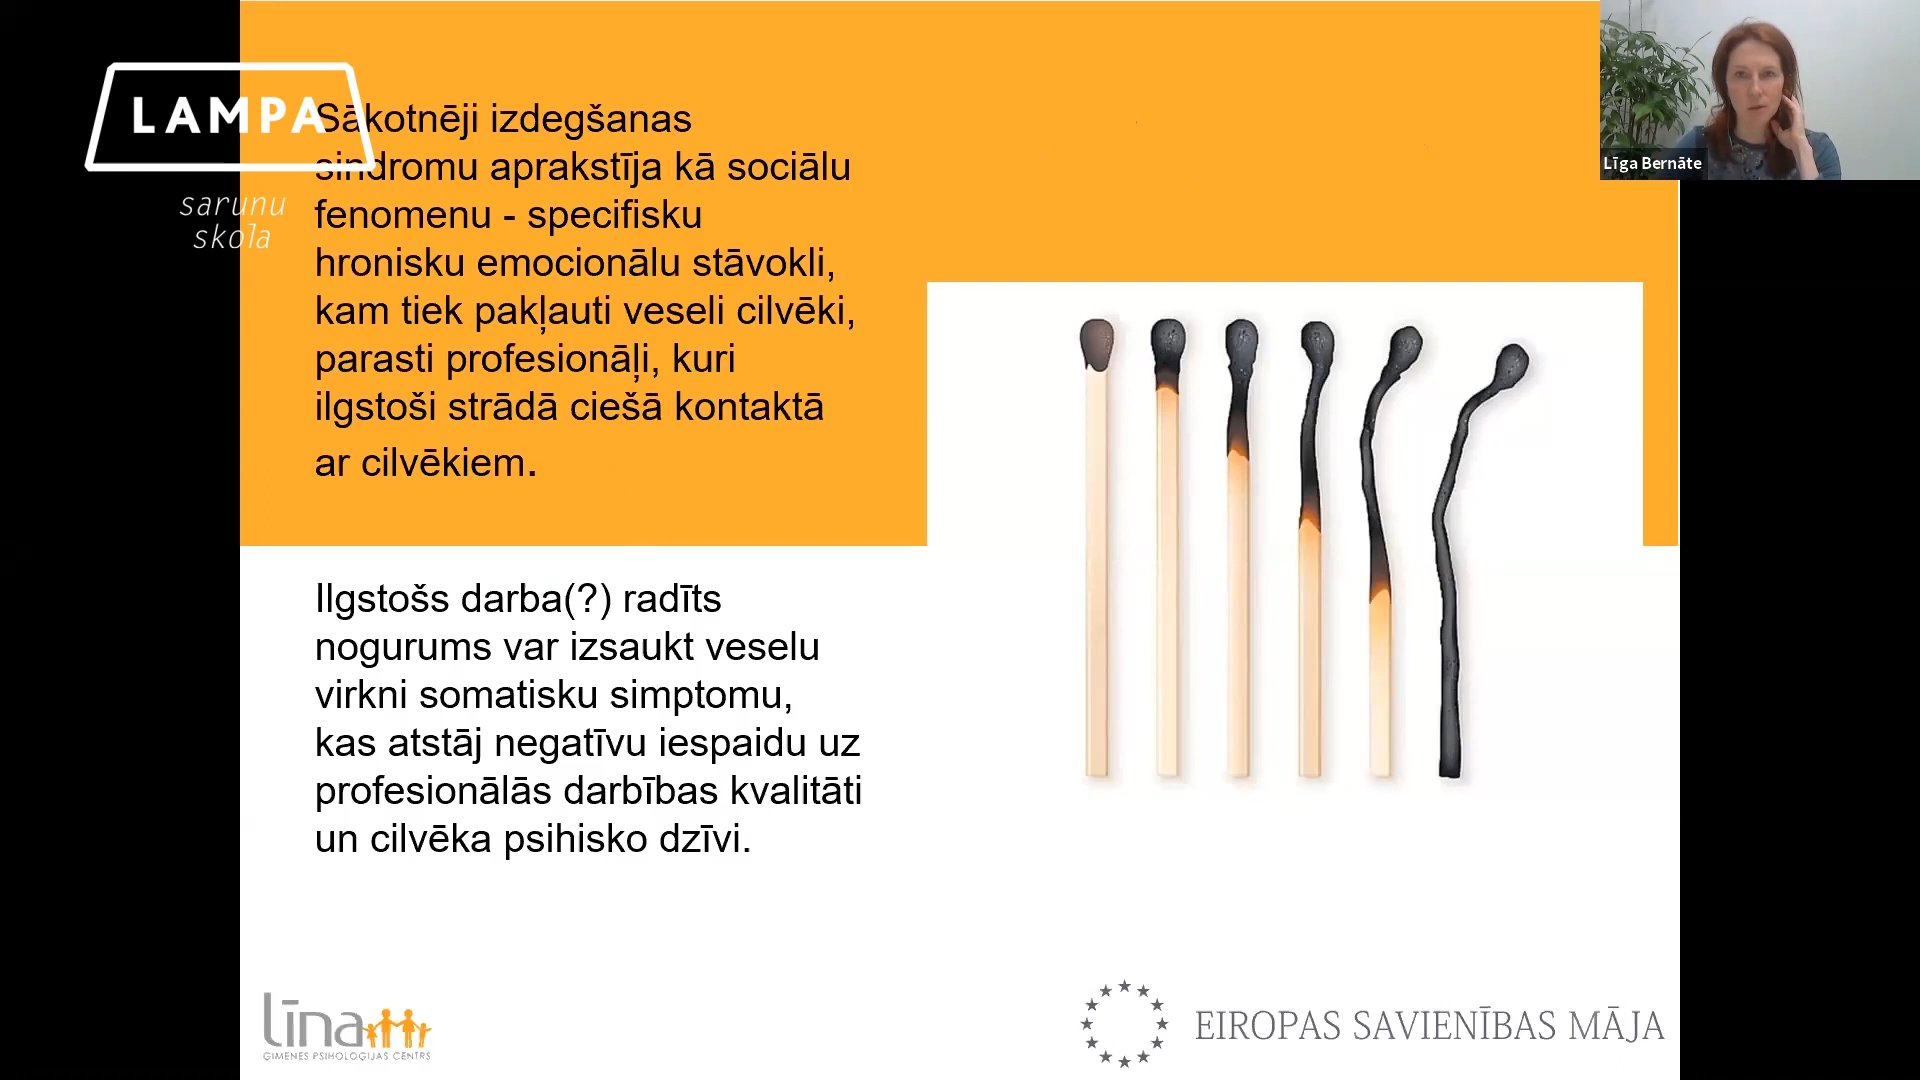 LAMPA
sarunu
skola
Sākotnēji izdegšanas
sindromu aprakstīja kā sociālu
fenomenu - specifisku
hronisku emocionālu stāvokli,
kam tiek pakļauti veseli cilvēki,
parasti profesionāļi, kuri
ilgstoši strādā ciešā kontaktā
ar cilvēkiem.
Līga Bernāte
Ilgstošs darba(?) radīts
nogurums var izsaukt veselu
virkni somatisku simptomu,
kas atstāj negatīvu iespaidu uz
profesionālās darbības kvalitāti
un cilvēka psihisko dzīvi.
līna
ĢIMENES PSIHOLOĢIJAS CENTRS
EIROPAS SAVIENĪBAS MĀJA